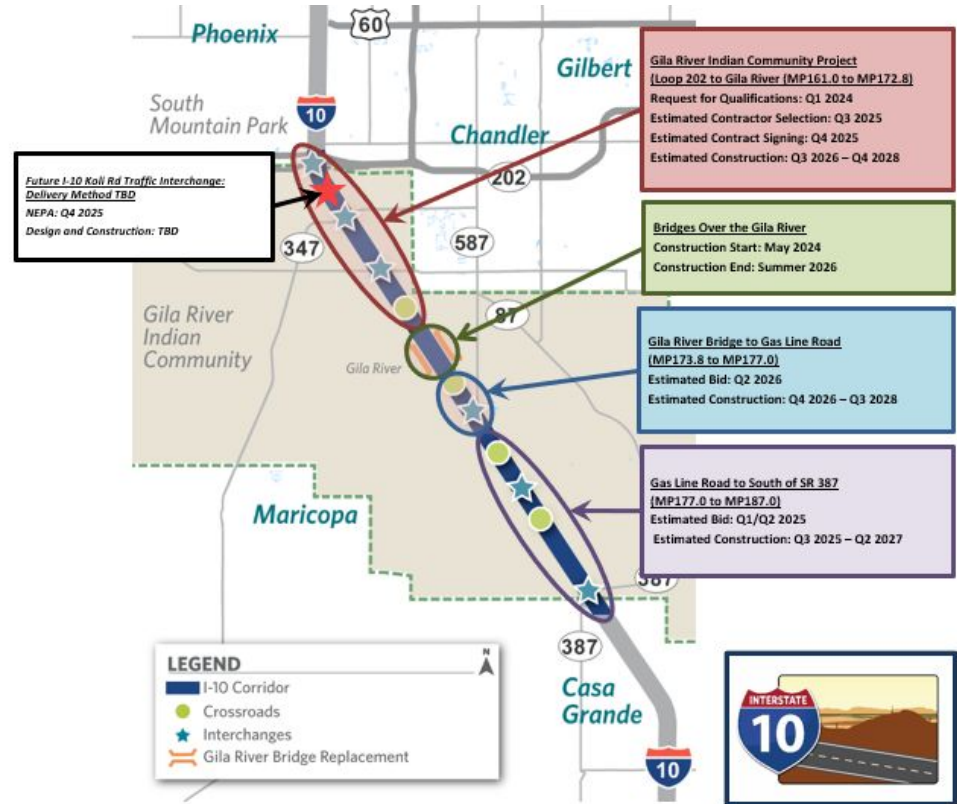 Phoenix
60
Gilbert
South
Mountain Park
10
Chandler
202
Gila River Indian Community Project
(Loop 202 to Gila River (MP161.0 to MP172.8)
Request for Qualifications: Q1 2024
Estimated Contractor Selection: Q3 2025
Estimated Contract Signing: Q4 2025
Estimated Construction: Q3 2026 – Q4 2028
Future I-10 Koli Rd Traffic Interchange:
Delivery Method TBD
NEPA: Q4 2025
Design and Construction: TBD
347
587
Bridges Over the Gila River
Construction Start: May 2024
Construction End: Summer 2026
87
Gila River
Indian
Community
Gila River
Gila River Bridge to Gas Line Road
(MP173.8 to MP177.0)
Estimated Bid: Q2 2026
Estimated Construction: Q4 2026 – Q3 2028
Gas Line Road to South of SR 387
(MP177.0 to MP187.0)
Estimated Bid: Q1/Q2 2025
Estimated Construction: Q3 2025 – Q2 2027
Maricopa
387
387
Casa
Grande
10
LEGEND
N
I-10 Corridor
Crossroads
Interchanges
Gila River Bridge Replacement
INTERSTATE
10